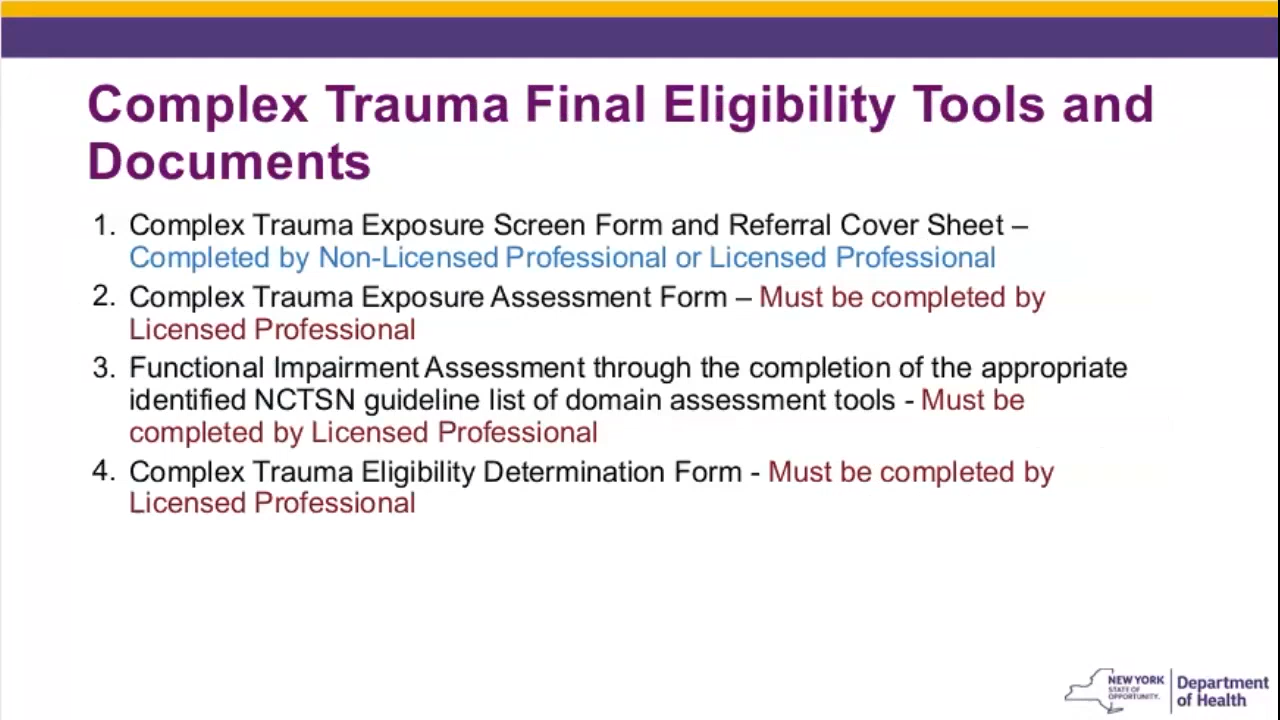 Complex Trauma Final Eligibility Tools and
Documents
1. Complex Trauma Exposure Screen Form and Referral Cover Sheet –
Completed by Non-Licensed Professional or Licensed Professional
2. Complex Trauma Exposure Assessment Form – Must be completed by
Licensed Professional
3. Functional Impairment Assessment through the completion of the appropriate
identified NCTSN guideline list of domain assessment tools - Must be
completed by Licensed Professional
4. Complex Trauma Eligibility Determination Form - Must be completed by
Licensed Professional
NEW YORK
STATE OF
OPPORTUNITY.
Department
of Health